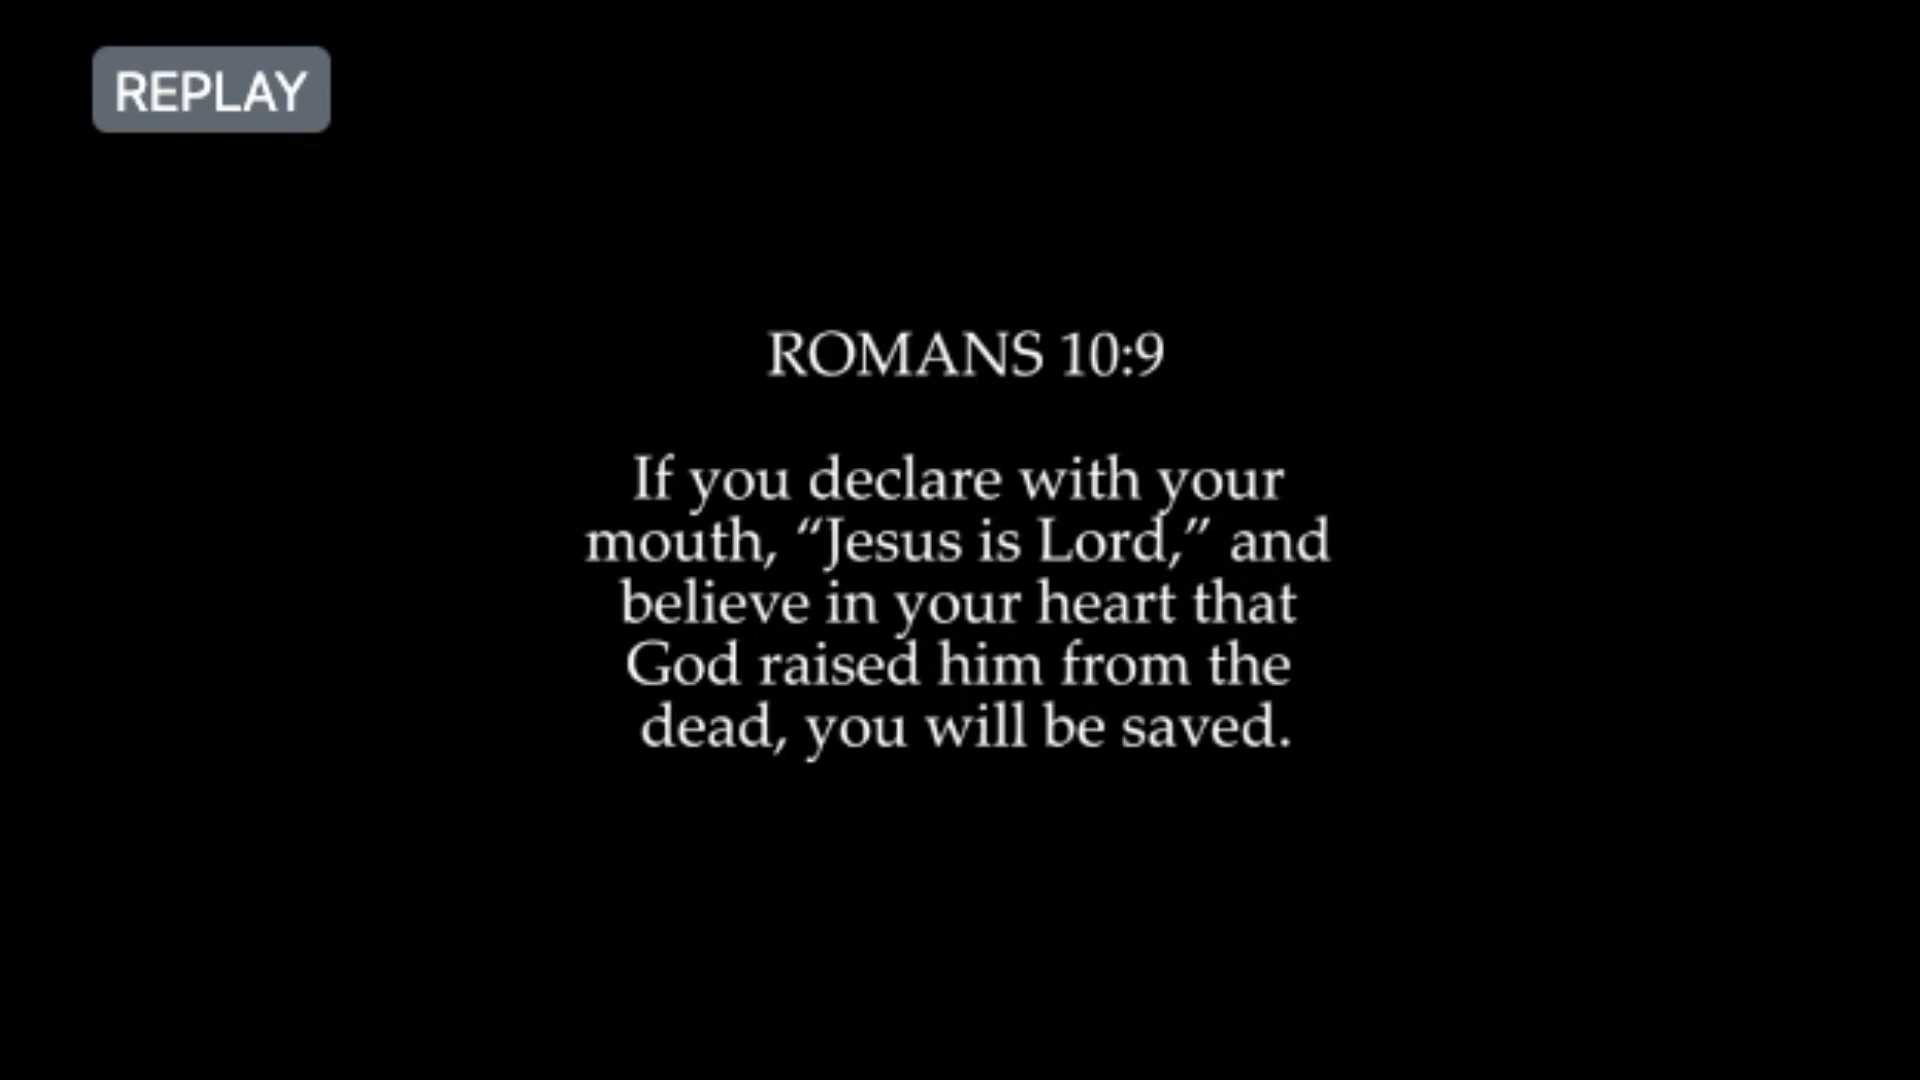 REPLAY
ROMANS 10:9
If you declare with your
mouth, “Jesus is Lord,” and
believe in your heart that
God raised him from the
dead, you will be saved.